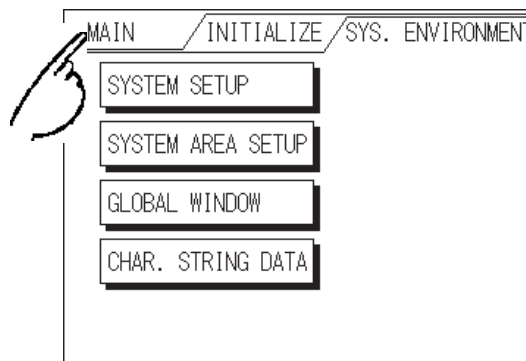 MAIN INITIALIZE SYS. ENVIRONMENT
SYSTEM SETUP
SYSTEM AREA SETUP
GLOBAL WINDOW
CHAR. STRING DATA